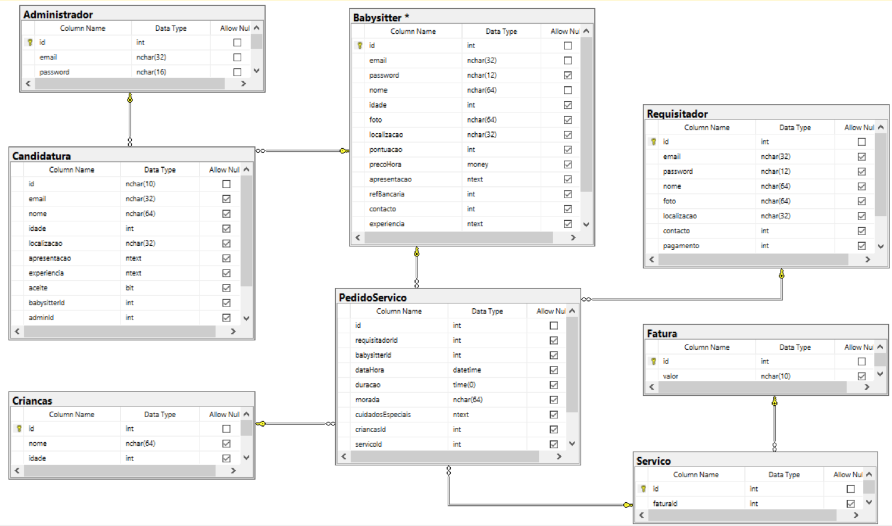 Administrador
Column Name Data Type Allow Nul
id int
email nchar(32)
password nchar(16)
Babysitter *
Column Name Data Type Allow Nu
id int
email nchar(32)
password nchar(12)
nome nchar(64)
idade int
foto nchar(64)
localizacao nchar(32)
pontuacao int
precoHora money
apresentacao ntext
refBancaria int
contacto int
experiencia ntext
Requisitador
Column Name Data Type Allow Nul
id int
email nchar(32)
password nchar(12)
nome nchar(64)
foto nchar(64)
localizacao nchar(32)
contacto int
pagamento int
Candidatura
Column Name Data Type Allow Nul
id nchar(10)
email nchar(32)
nome nchar(64)
idade int
localizacao nchar(32)
apresentacao ntext
experiencia ntext
aceite bit
babysitterId int
adminId int
PedidoServico
Column Name Data Type Allow Nul
id int
requisitadorId int
babysitterId int
dataHora datetime
duracao time(0)
morada nchar(64)
cuidadosEspeciais ntext
criancasId int
servicoId int
Fatura
Column Name Data Type Allow Nu
id int
valor nchar(10)
Criancas
Column Name Data Type Allow Nul
id int
nome nchar(64)
idade int
Servico
Column Name Data Type Allow Nu
id int
faturaId int